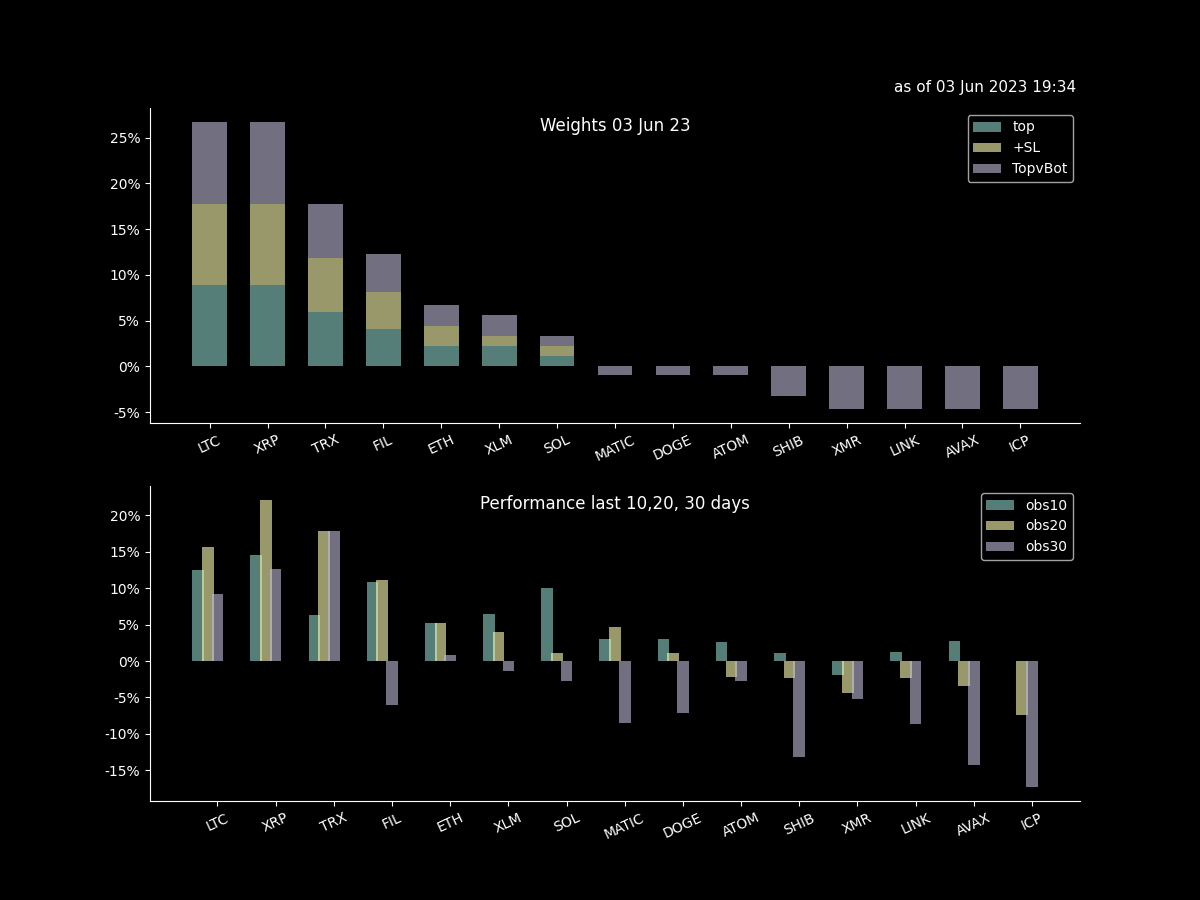 as of 03 Jun 2023 19:34
Weights 03 Jun 23
top
+SL
TopvBot
25%
20%
15%
10%
5%
0%
-5%
LTC XRP TRX FIL ETH XLM SOL MATIC DOGE ATOM SHIB XMR LINK AVAX ICP
Performance last 10,20, 30 days
obs10
obs20
obs30
20%
15%
10%
5%
0%
-5%
-10%
-15%
LTC XRP TRX FIL ETH XLM SOL MATIC DOGE ATOM SHIB XMR LINK AVAX ICP